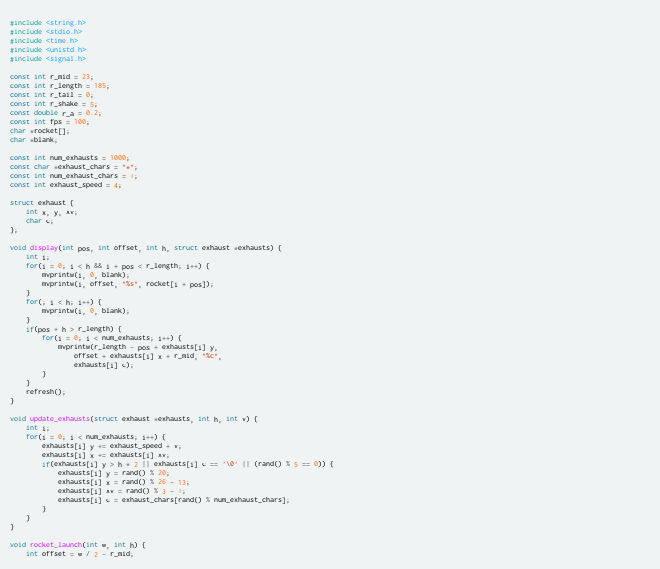 #include <string.h>
#include <stdio.h>
#include <time.h>
#include <unistd.h>
#include <signal.h>
const int r_mid = 23;
const int r_length = 185;
const int r_tail = 0;
const int r_shake = 5;
const double r_a = 0.2;
const int fps = 100;
char *rocket[];
char *blank;
const int num_exhausts = 1000;
const char *exhaust_chars = "*";
const int num_exhaust_chars = 1;
const int exhaust_speed = 4;
struct exhaust {
int x, y, xv;
char c;
};
void display(int pos, int offset, int h, struct exhaust *exhausts) {
int i;
for(i = 0; i < h && i + pos < r_length; i++) {
mvprintw(i, 0, blank);
mvprintw(i, offset, "%s", rocket[i + pos]);
}
for(; i < h; i++) {
mvprintw(i, 0, blank);
}
if(pos + h > r_length) {
for(i = 0; i < num_exhausts; i++) {
mvprintw(r_length - pos + exhausts[i].y,
offset + exhausts[i].x + r_mid, "%c",
exhausts[i].c);
}
}
refresh();
}
void update_exhausts(struct exhaust *exhausts, int h, int v) {
int i;
for(i = 0; i < num_exhausts; i++) {
exhausts[i].y += exhaust_speed + v;
exhausts[i].x += exhausts[i].xv;
if(exhausts[i].y > h * 2 || exhausts[i].c == '\0' || (rand() % 5 == 0)) {
exhausts[i].y = rand() % 20;
exhausts[i].x = rand() % 26 - 13;
exhausts[i].xv = rand() % 3 - 1;
exhausts[i].c = exhaust_chars[rand() % num_exhaust_chars];
}
}
}
void rocket_launch(int w, int h) {
int offset = w / 2 - r_mid;